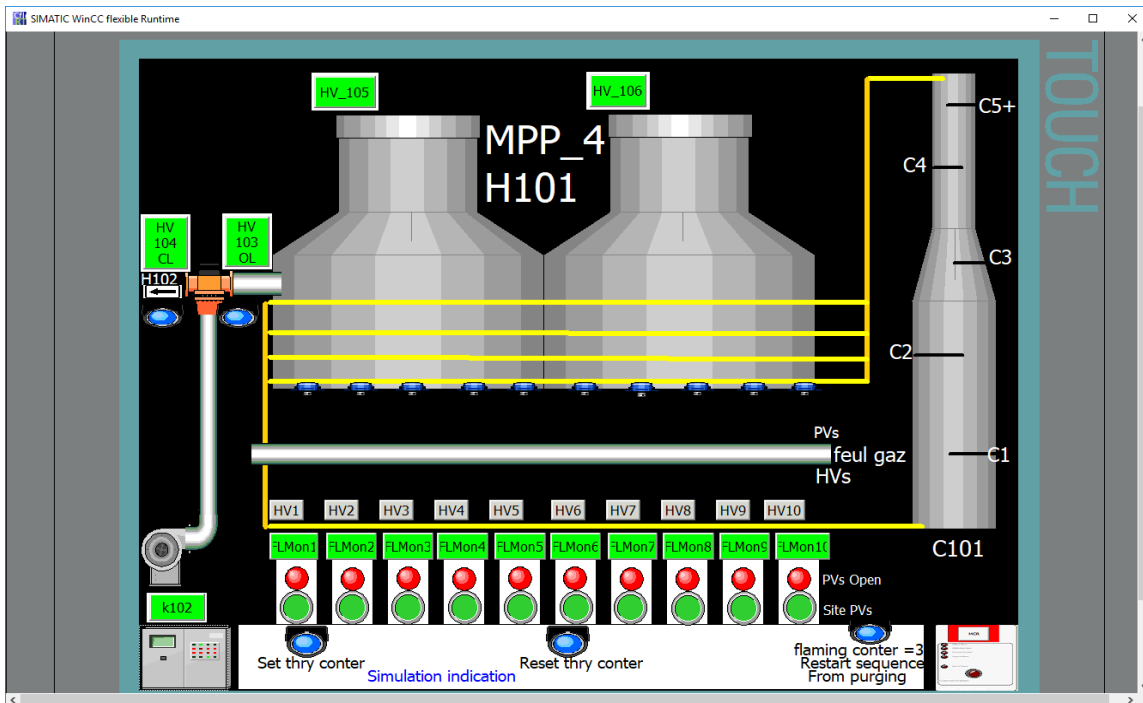 SIMATIC WinCC flexible Runtime
TOUCH
HV_105
HV_106
MPP_4
H101
C5+
C4
C3
C2
C1
HV
104
CL
HV
103
OL
H102
PVs
feul gaz
HVs
HV1 HV2 HV3 HV4 HV5 HV6 HV7 HV8 HV9 HV10
FLMon1 FLMon2 FLMon3 FLMon4 FLMon5 FLMon6 FLMon7 FLMon8 FLMon9 FLMon10
C101
PVs Open
k102
Site PVs
Set thry conter
Reset thry conter
flaming conter =3
Restart sequence
From purging
Simulation indication
MCR